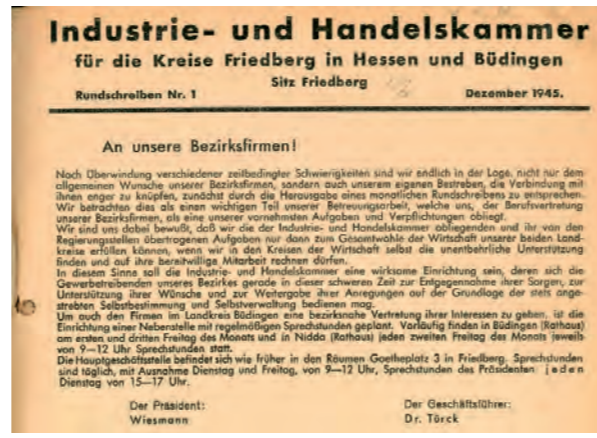 Industrie- und Handelskammer
für die Kreise Friedberg in Hessen und Büdingen
Sitz Friedberg
Rundschreiben Nr. 1 Dezember 1945.
An unsere Bezirksfirmen!
Nach Überwindung verschiedener zeitbedingter Schwierigkeiten sind wir endlich in der Lage, nicht nur dem
allgemeinen Wunsche unserer Bezirksfirmen, sondern auch unserem eigenen Bestreben, die Verbindung mit
ihnen enger zu knüpfen, zunächst durch die Herausgabe eines monatlichen Rundschreibens zu entsprechen.
Wir betrachten dies als einen wichtigen Teil unserer Betreuungsarbeit, welche uns, der Berufsvertretung
unserer Bezirksfirmen, als eine unserer vornehmsten Aufgaben und Verpflichtungen obliegt.
Wir sind uns dabei bewußt, daß wir die der Industrie- und Handelskammer obliegenden und ihr von den
Regierungsstellen übertragenen Aufgaben nur dann zum Gesamtwohle der Wirtschaft unserer beiden Land-
kreise erfüllen können, wenn wir in den Kreisen der Wirtschaft selbst die unentbehrliche Unterstützung
finden und auf ihre bereitwillige Mitarbeit rechnen dürfen.
In diesem Sinne soll die Industrie- und Handelskammer eine wirksame Einrichtung sein, deren sich die
Gewerbetreibenden unseres Bezirkes gerade in dieser schweren Zeit zur Entgegennahme ihrer Sorgen, zur
Unterstützung ihrer Wünsche und zur Weitergabe ihrer Anregungen auf der Grundlage der stets ange-
strebten Selbstbestimmung und Selbstverwaltung bedienen mag.
Um auch den Firmen im Landkreis Büdingen eine bezirksnahe Vertretung ihrer Interessen zu geben, ist die
Einrichtung einer Nebenstelle mit regelmäßigen Sprechstunden geplant. Vorläufig finden in Büdingen (Rathaus)
am ersten und dritten Freitag des Monats und in Nidda (Rathaus) jeden zweiten Freitag des Monats jeweils
von 9—12 Uhr Sprechstunden statt.
Die Hauptgeschäftsstelle befindet sich wie früher in den Räumen Goetheplatz 3 in Friedberg. Sprechstunden
sind täglich, mit Ausnahme Dienstag und Freitag, von 9—12 Uhr, Sprechstunden des Präsidenten jeden
Dienstag von 15—17 Uhr.
Der Präsident: Der Geschäftsführer:
Wiesmann Dr. Törck